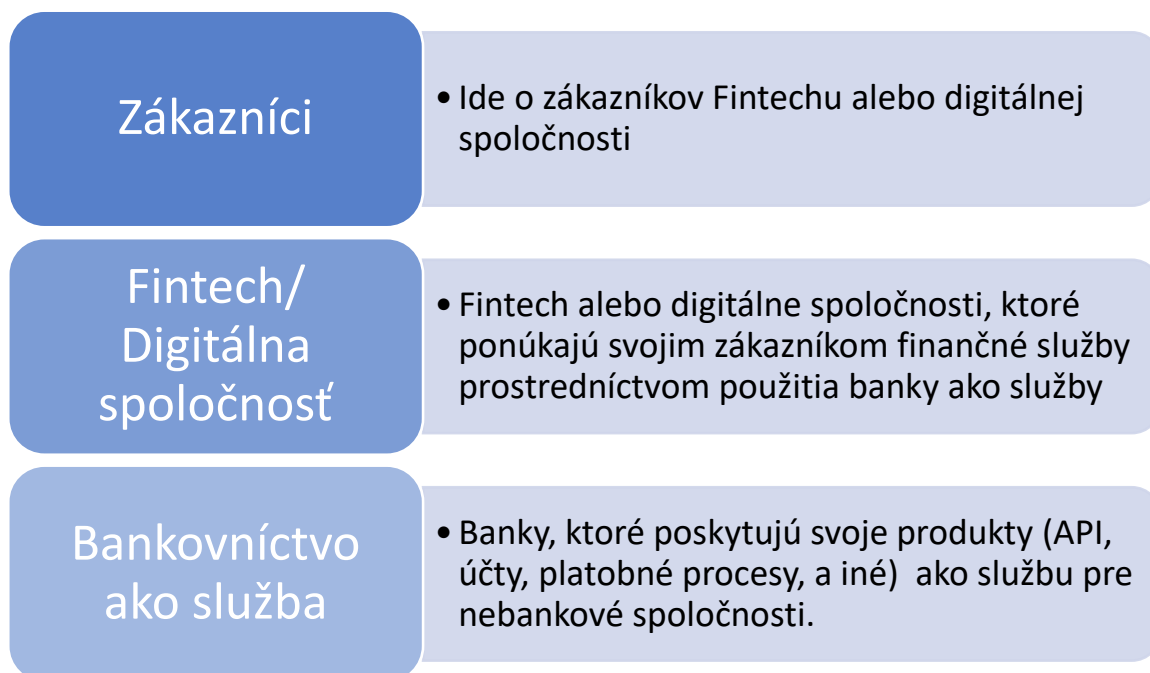 Zákazníci
• Ide o zákazníkov Fintechu alebo digitálnej
spoločnosti
Fintech/
Digitálna
spoločnosť
• Fintech alebo digitálne spoločnosti, ktoré
ponúkajú svojim zákazníkom finančné služby
prostredníctvom použitia banky ako služby
Bankovníctvo
ako služba
• Banky, ktoré poskytujú svoje produkty (API,
účty, platobné procesy, a iné)  ako službu pre
nebankové spoločnosti.